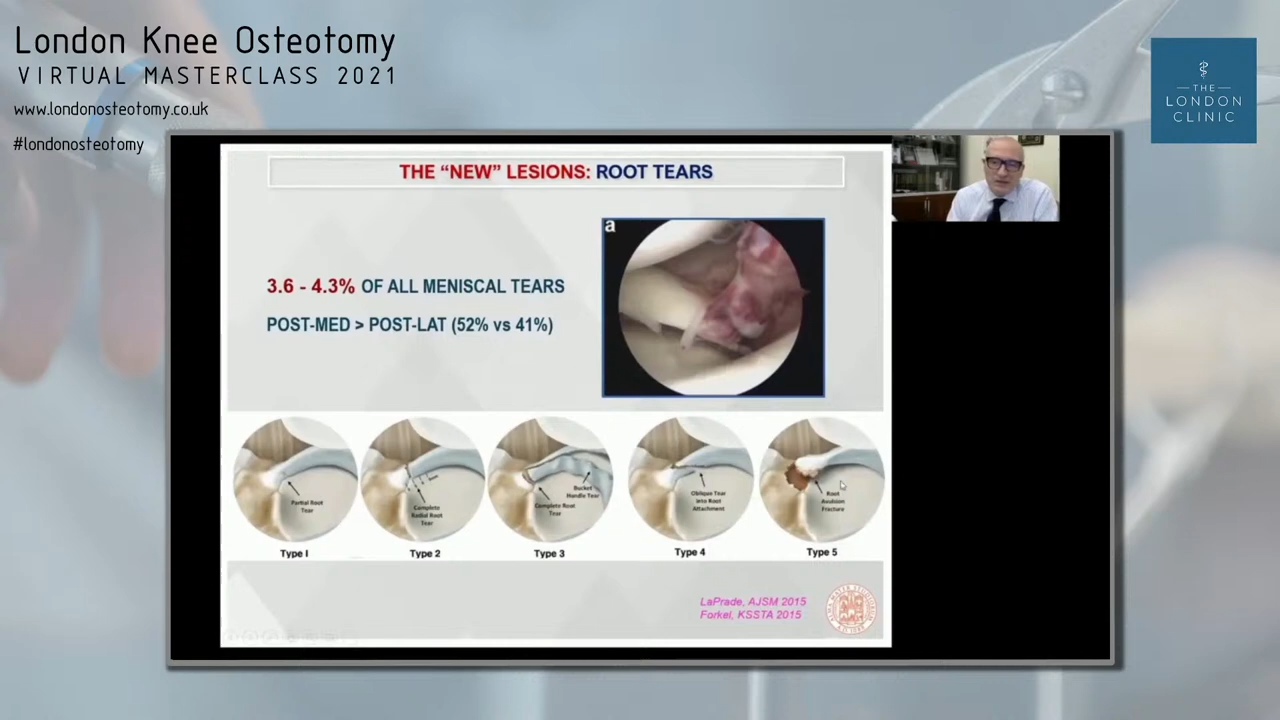 London Knee Osteotomy
VIRTUAL MASTERCLASS 2021
www.londonosteotomy.co.uk
#londonosteotomy
THE
LONDON
CLINIC
THE “NEW” LESIONS: ROOT TEARS
a
3.6 - 4.3% OF ALL MENISCAL TEARS
POST-MED > POST-LAT (52% vs 41%)
Partial Root
Tear
Complete
Radial Root
Tear
Bucket
Handle Tear
Complete Root
Tear
Oblique Tear
into Root
Attachment
Root
Avulsion
Fracture
Type I
Type 2
Type 3
Type 4
Type 5
LaPrade, AJSM 2015
Forkel, KSSTA 2015